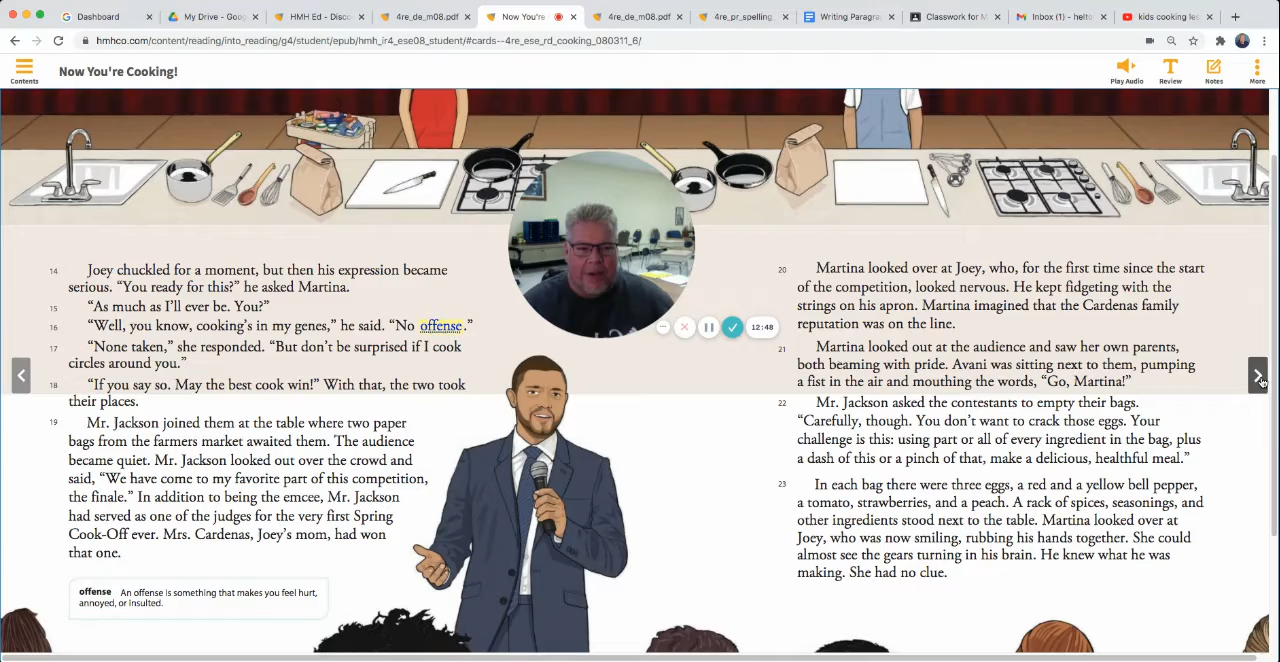 Dashboard
My Drive - Goog
HMH Ed - Disco
4re_de_m08.pdf
Now You're
4re_de_m08.pdf
4re_pr_spelling
Writing Paragra
Classwork for M
Inbox (1) - helto
kids cooking les
hmhco.com/content/reading/into_reading/g4/student/epub/hmh_ir4_ese08_student/#cards--4re_ese_rd_cooking_080311_6/
Contents
Now You're Cooking!
Play Audio
Review
Notes
More
14 Joey chuckled for a moment, but then his expression became
serious. “You ready for this?” he asked Martina.
15 “As much as I’ll ever be. You?”
16 “Well, you know, cooking’s in my genes,” he said. “No offense.”
17 “None taken,” she responded. “But don’t be surprised if I cook
circles around you.”
18 “If you say so. May the best cook win!” With that, the two took
their places.
19 Mr. Jackson joined them at the table where two paper
bags from the farmers market awaited them. The audience
became quiet. Mr. Jackson looked out over the crowd and
said, “We have come to my favorite part of this competition,
the finale.” In addition to being the emcee, Mr. Jackson
had served as one of the judges for the very first Spring
Cook-Off ever. Mrs. Cardenas, Joey’s mom, had won
that one.
offense An offense is something that makes you feel hurt,
annoyed, or insulted.
12:48
20 Martina looked over at Joey, who, for the first time since the start
of the competition, looked nervous. He kept fidgeting with the
strings on his apron. Martina imagined that the Cardenas family
reputation was on the line.
21 Martina looked out at the audience and saw her own parents,
both beaming with pride. Avani was sitting next to them, pumping
a fist in the air and mouthing the words, “Go, Martina!”
22 Mr. Jackson asked the contestants to empty their bags.
“Carefully, though. You don’t want to crack those eggs. Your
challenge is this: using part or all of every ingredient in the bag, plus
a dash of this or a pinch of that, make a delicious, healthful meal.”
23 In each bag there were three eggs, a red and a yellow bell pepper,
a tomato, strawberries, and a peach. A rack of spices, seasonings, and
other ingredients stood next to the table. Martina looked over at
Joey, who was now smiling, rubbing his hands together. She could
almost see the gears turning in his brain. He knew what he was
making. She had no clue.